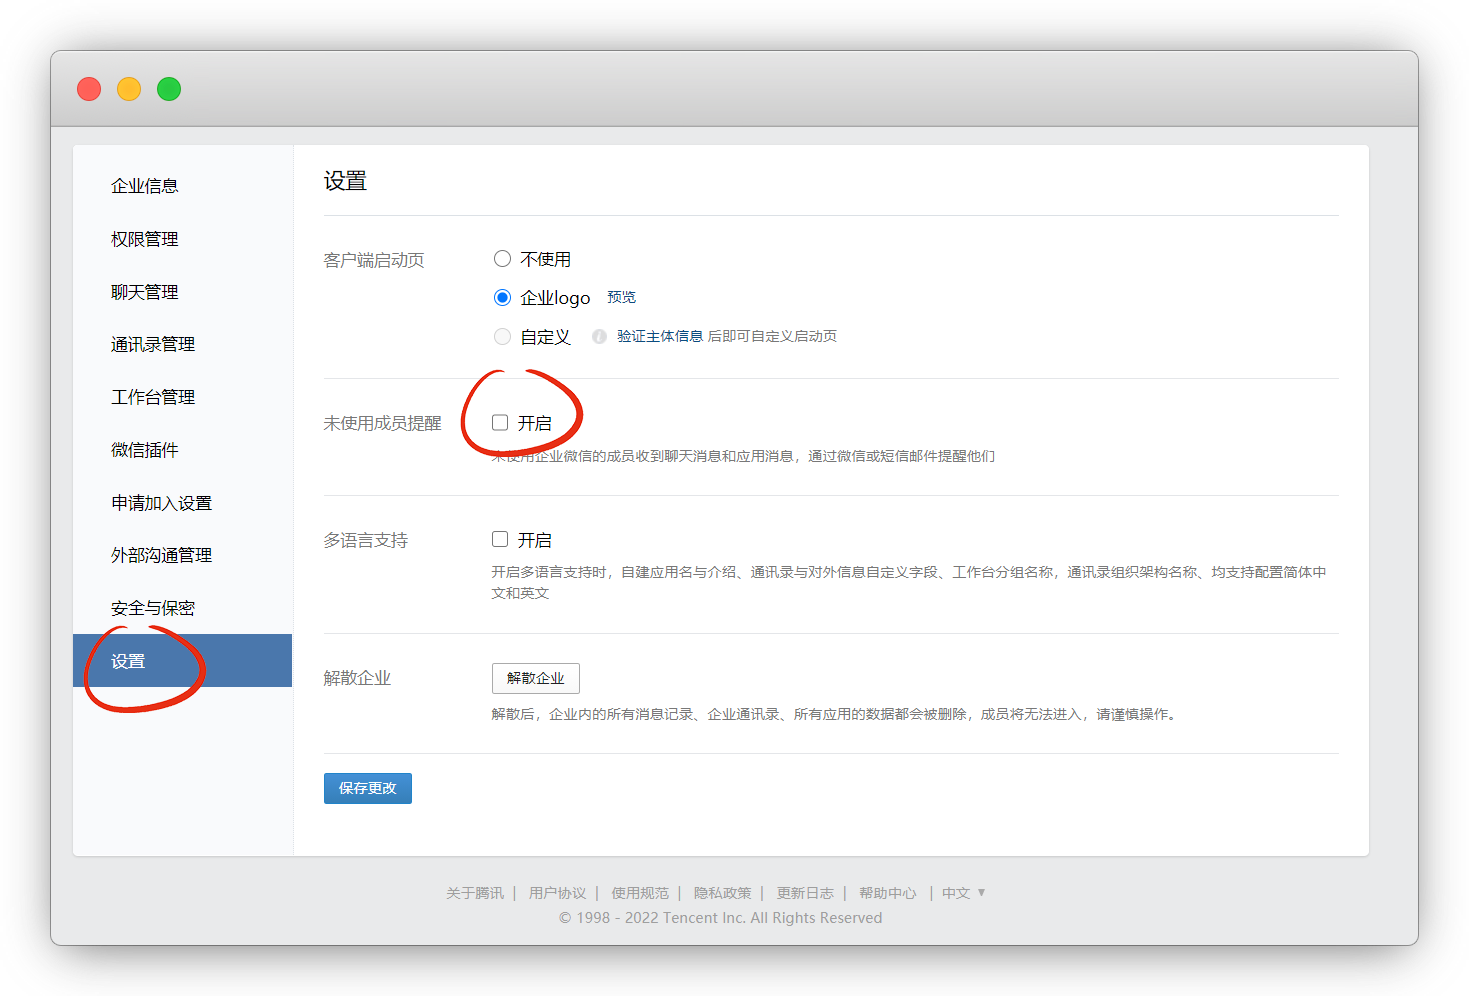 企业信息
权限管理
聊天管理
通讯录管理
工作台管理
微信插件
申请加入设置
外部沟通管理
安全与保密
设置
设置
客户端启动页
不使用
企业logo 预览
自定义 i 验证主体信息 后即可自定义启动页
未使用成员提醒 开启
未使用企业微信的成员收到聊天消息和应用消息，通过微信或短信邮件提醒他们
多语言支持 开启
开启多语言支持时，自建应用名与介绍、通讯录与对外信息自定义字段、工作台分组名称，通讯录组织架构名称、均支持配置简体中
文和英文
解散企业 解散企业
解散后，企业内的所有消息记录、企业通讯录、所有应用的数据都会被删除，成员将无法进入，请谨慎操作。
保存更改
关于腾讯 | 用户协议 | 使用规范 | 隐私政策 | 更新日志 | 帮助中心 | 中文 ▼
© 1998 - 2022 Tencent Inc. All Rights Reserved